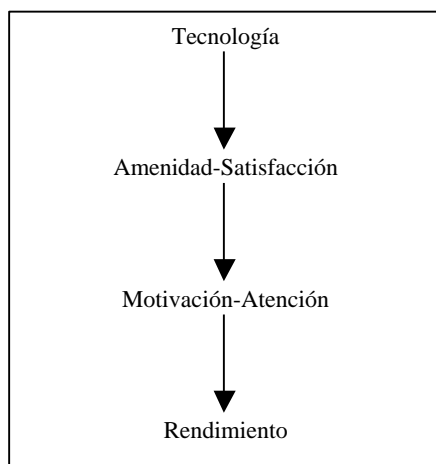 Tecnología
Amenidad-Satisfacción
Motivación-Atención
Rendimiento